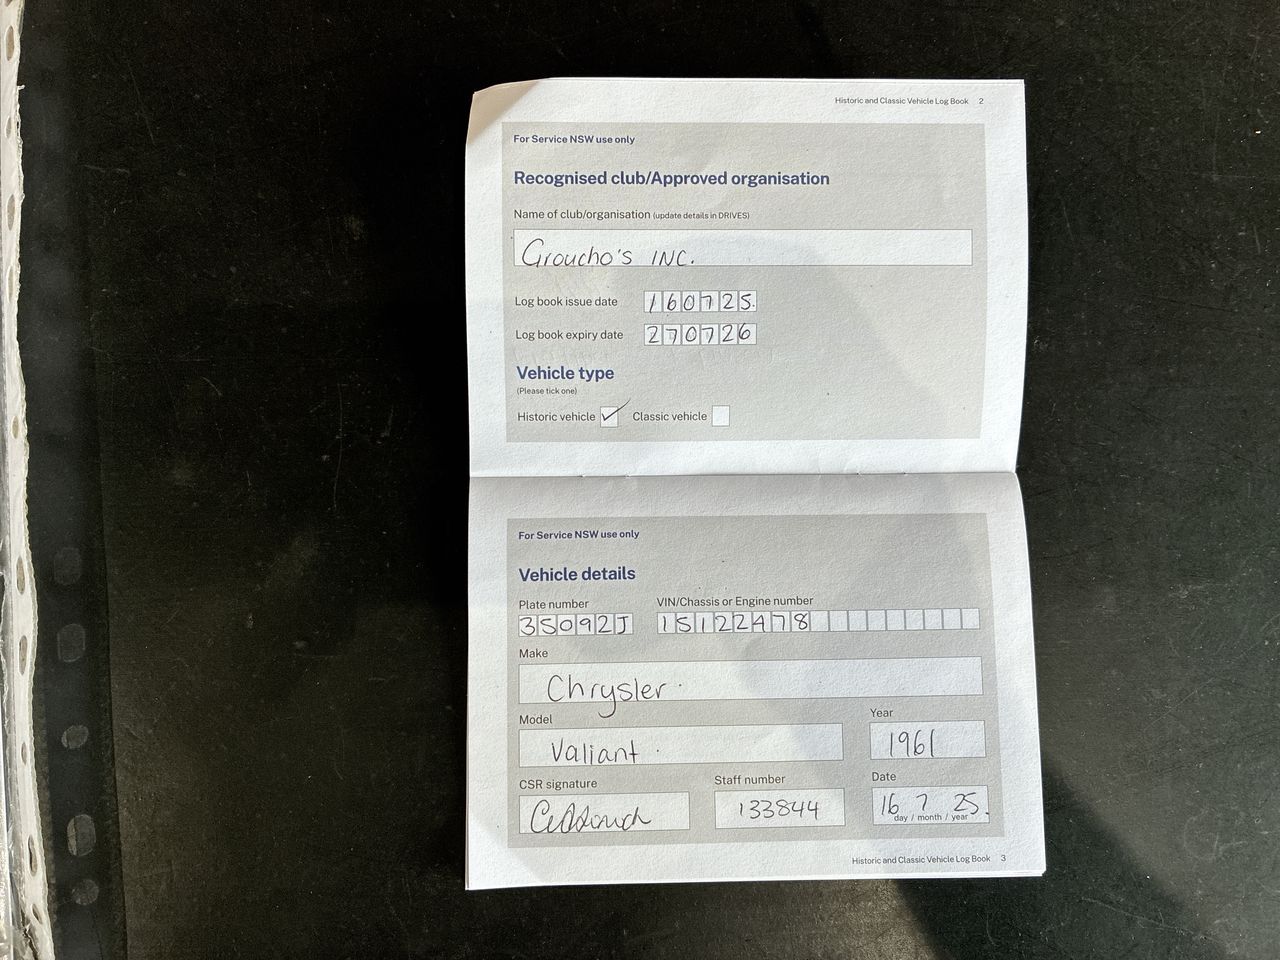 Historic and Classic Vehicle Log Book 2
For Service NSW use only
Recognised club/Approved organisation
Name of club/organisation (update details in DRIVES)
Groucho's INC.
Log book issue date 160725
Log book expiry date 270726
Vehicle type
(Please tick one)
Historic vehicle Classic vehicle
For Service NSW use only
Vehicle details
Plate number VIN/Chassis or Engine number
35092J 15122478
Make
Chrysler
Model Year
Valiant 1961
CSR signature Staff number Date
133844 16 7 25
day / month / year
Historic and Classic Vehicle Log Book 3